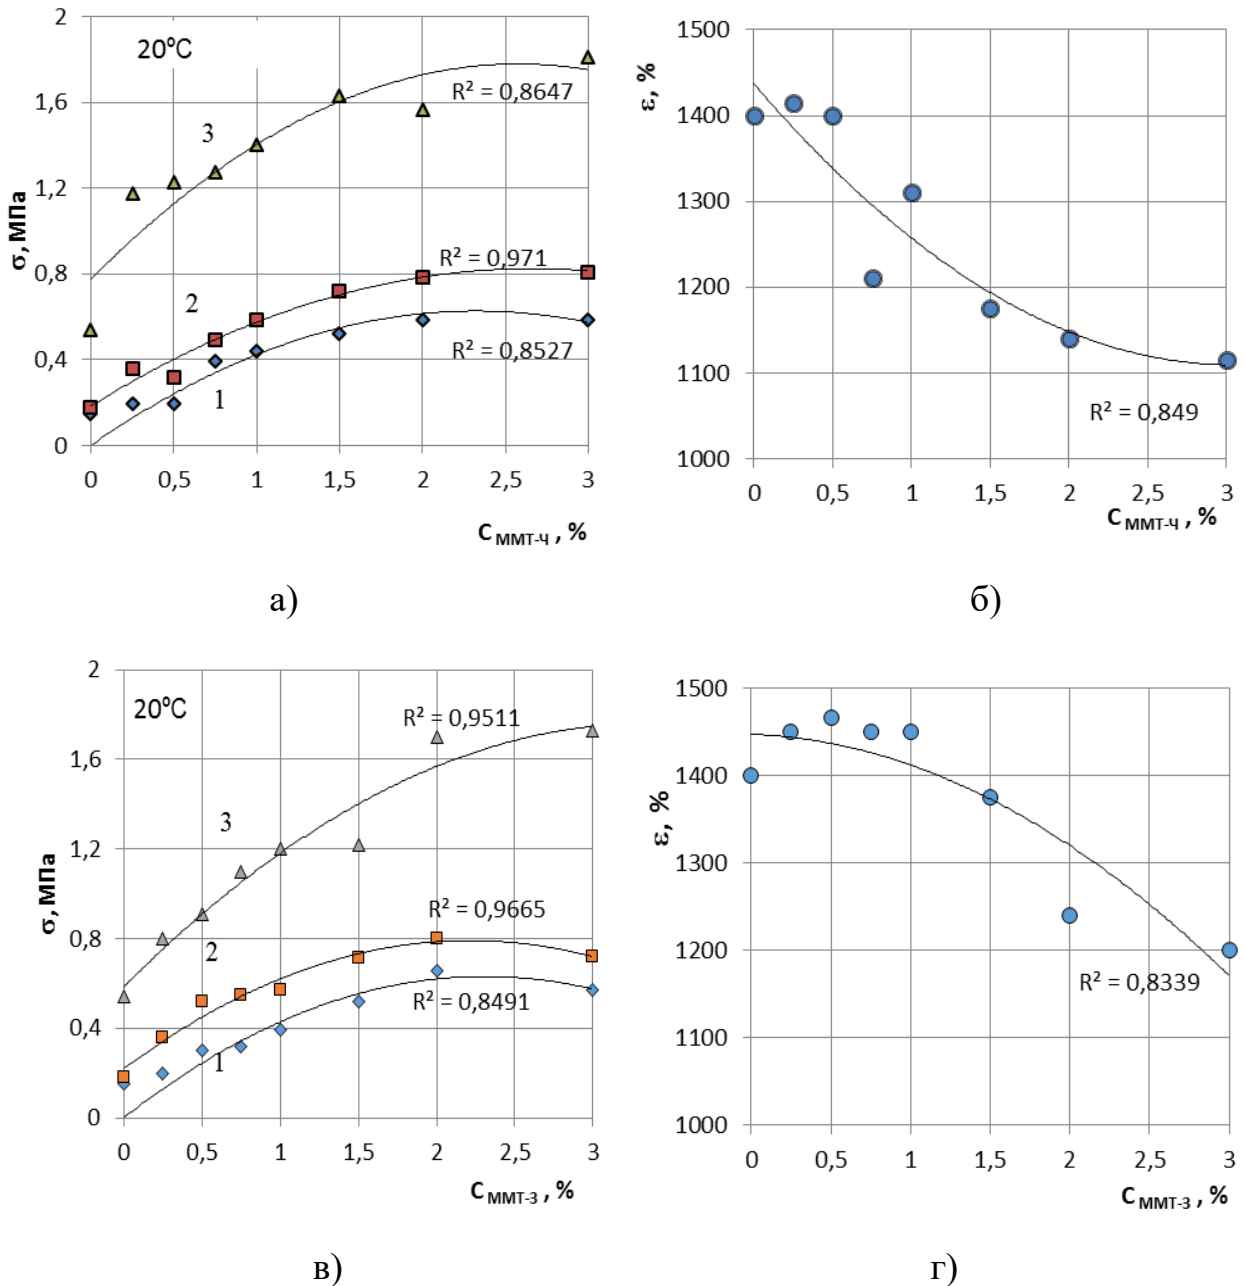 2
20ºC
1,6
1,2
0,8
0,4
0
σ, МПа
3
2
1
R² = 0,8647
R² = 0,971
R² = 0,8527
0 0,5 1 1,5 2 2,5 3
C ММТ-Ч , %
а)
1500
1400
1300
1200
1100
1000
ε, %
R² = 0,849
0 0,5 1 1,5 2 2,5 3
C ММТ-Ч , %
б)
2
20ºC
1,6
1,2
0,8
0,4
0
σ, МПа
3
2
1
R² = 0,9511
R² = 0,9665
R² = 0,8491
0 0,5 1 1,5 2 2,5 3
C ММТ-З , %
в)
1500
1400
1300
1200
1100
1000
ε, %
R² = 0,8339
0 0,5 1 1,5 2 2,5 3
C ММТ-З , %
г)